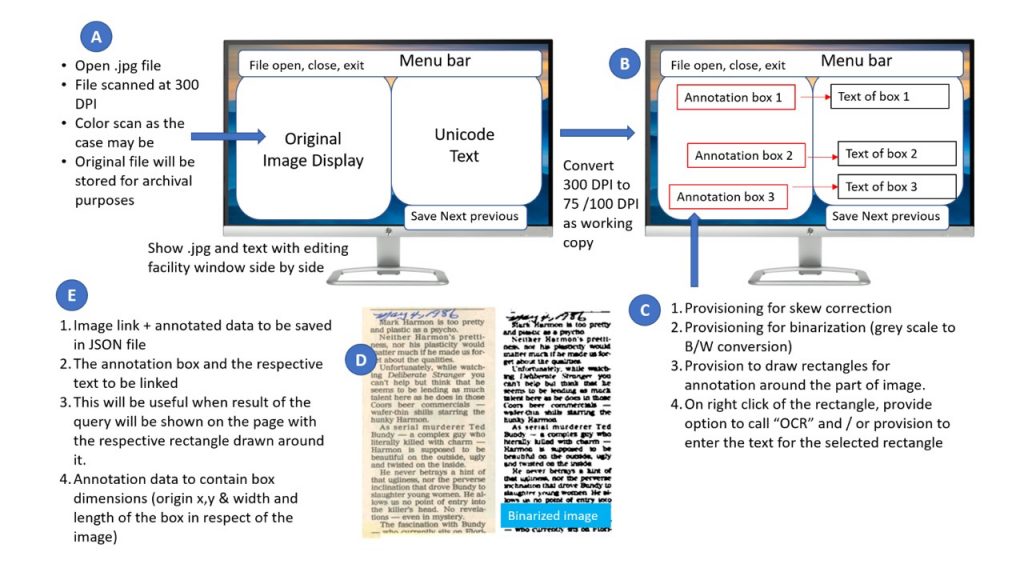 A
• Open .jpg file
• File scanned at 300
DPI
• Color scan as the
case may be
• Original file will be
stored for archival
purposes
File open, close, exit Menu bar
Original
Image Display
Unicode
Text
Save Next previous
Show .jpg and text with editing
facility window side by side
Convert
300 DPI to
75 /100 DPI
as working
copy
B
File open, close, exit Menu bar
Annotation box 1 Text of box 1
Annotation box 2 Text of box 2
Annotation box 3 Text of box 3
Save Next previous
C
1. Provisioning for skew correction
2. Provisioning for binarization (grey scale to
B/W conversion)
3. Provision to draw rectangles for
annotation around the part of image.
4. On right click of the rectangle, provide
option to call “OCR” and / or provision to
enter the text for the selected rectangle
D
May 4, 1986
Mark Harmon is too pretty
and plastic as a psycho.
Neither Harmon's pretti-
ness, nor his plasticity would
matter much if he made us for-
get about the qualities.
Unfortunately, while watch-
ing Deliberate Stranger you
can't help but think that he
seems to be lending as much
talent here as he does in those
Coors beer commercials —
wafer-thin shills starring the
hunky Harmon.
As serial murderer Ted
Bundy — a complex guy who
literally killed with charm —
Harmon is supposed to be
beautiful on the outside, ugly
and twisted on the inside.
He never betrays a hint of
that ugliness, nor the perverse
inclination that drove Bundy to
slaughter young women. He al-
lows us no point of entry into
the killer's head. No revela-
tions — even in mystery.
The fascination with Bundy
— who currently sits on Flori-
May 4, 1986
Mark Harmon is too pretty
and plastic as a psycho
Neither Harmon's pretti-
ness, nor his plasticity would
matter much if he made us for-
get about the qualities.
Unfortunately, while watch-
ing Deliberate Stranger you
can't help but think that he
seems to be lending as much
talent here as he does in those
Coors beer commercials —
wafer-thin shills starring the
hunky Harmon.
As serial murderer Ted
Bundy — a complex guy who
literally killed with charm —
Harmon is supposed to be
beautiful on the outside, ugly
and twisted on the inside.
He never betrays a hint of
that ugliness, nor the perverse
inclination that drove Bundy to
slaughter young women. He al-
lows us no point of entry into
Binarized image
— who currently sits on Flori-
E
1. Image link + annotated data to be saved
in JSON file
2. The annotation box and the respective
text to be linked
3. This will be useful when result of the
query will be shown on the page with
the respective rectangle drawn around
it.
4. Annotation data to contain box
dimensions (origin x,y & width and
length of the box in respect of the
image)